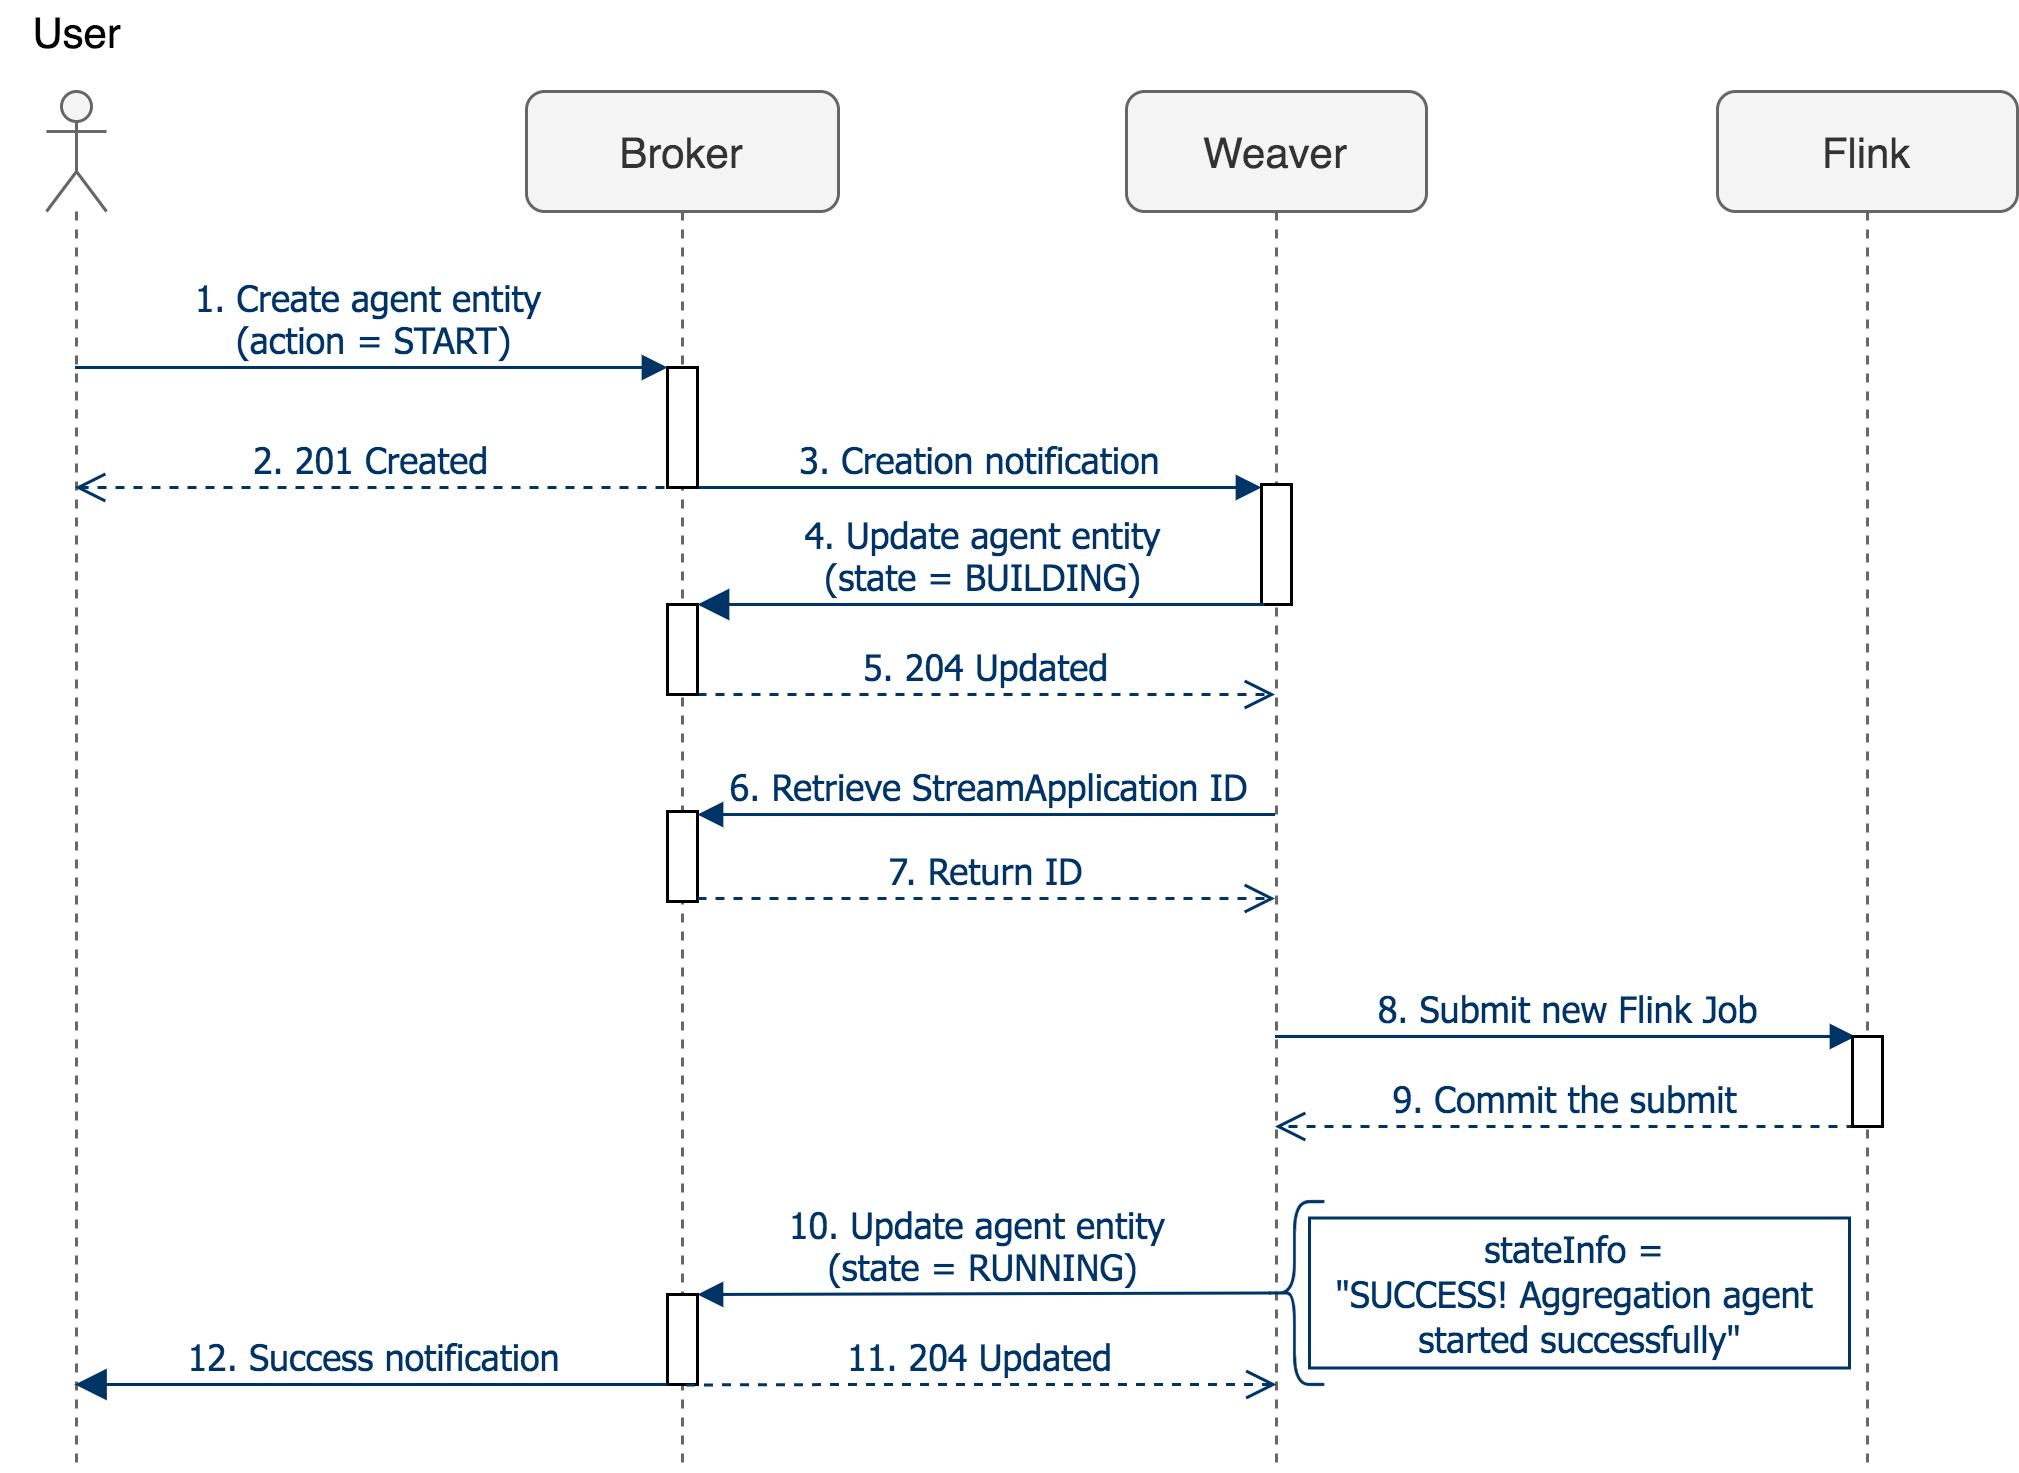 User
Broker
Weaver
Flink
1. Create agent entity
(action = START)
2. 201 Created
3. Creation notification
4. Update agent entity
(state = BUILDING)
5. 204 Updated
6. Retrieve StreamApplication ID
7. Return ID
8. Submit new Flink Job
9. Commit the submit
10. Update agent entity
(state = RUNNING)
stateInfo =
"SUCCESS! Aggregation agent
started successfully"
12. Success notification
11. 204 Updated